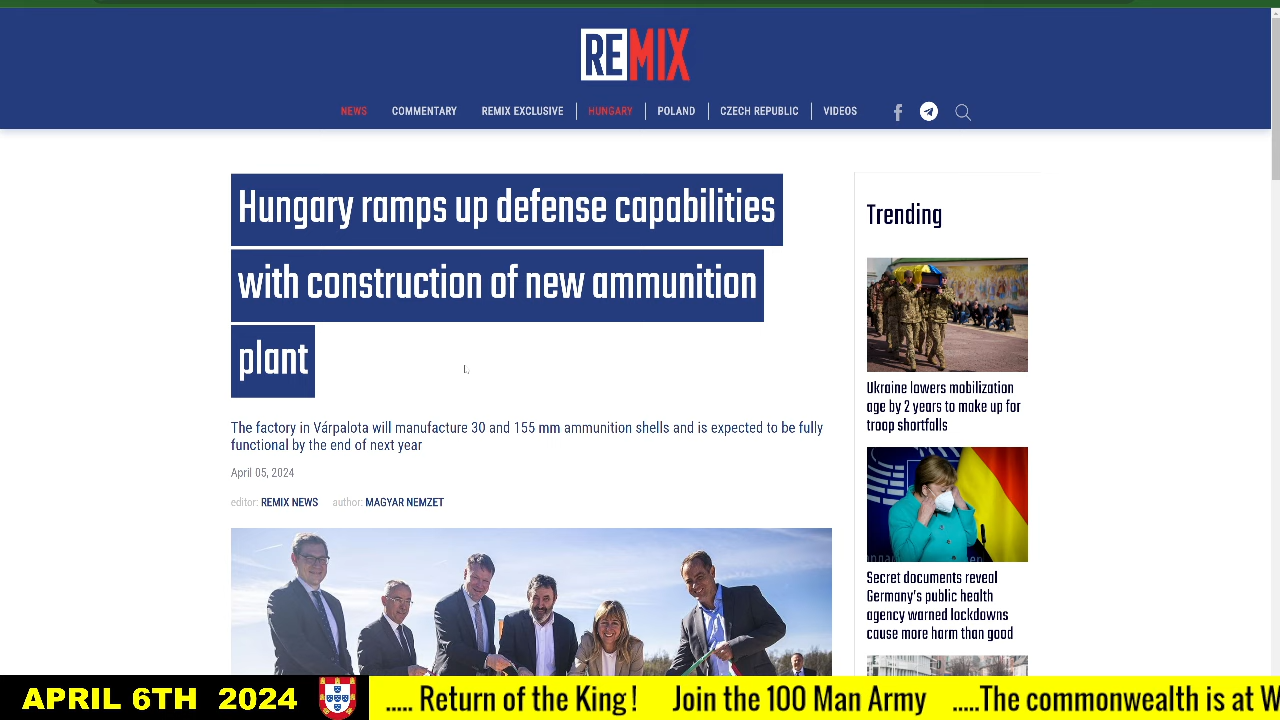 REMIX
NEWS
COMMENTARY
REMIX EXCLUSIVE
HUNGARY
POLAND
CZECH REPUBLIC
VIDEOS
Hungary ramps up defense capabilities
with construction of new ammunition
plant
The factory in Várpalota will manufacture 30 and 155 mm ammunition shells and is expected to be fully
functional by the end of next year
April 05, 2024
editor: REMIX NEWS author: MAGYAR NEMZET
Trending
Ukraine lowers mobilization
age by 2 years to make up for
troop shortfalls
Secret documents reveal
Germany's public health
agency warned lockdowns
cause more harm than good
APRIL 6TH 2024
..... Return of the King! Join the 100 Man Army .....The commonwealth is at W